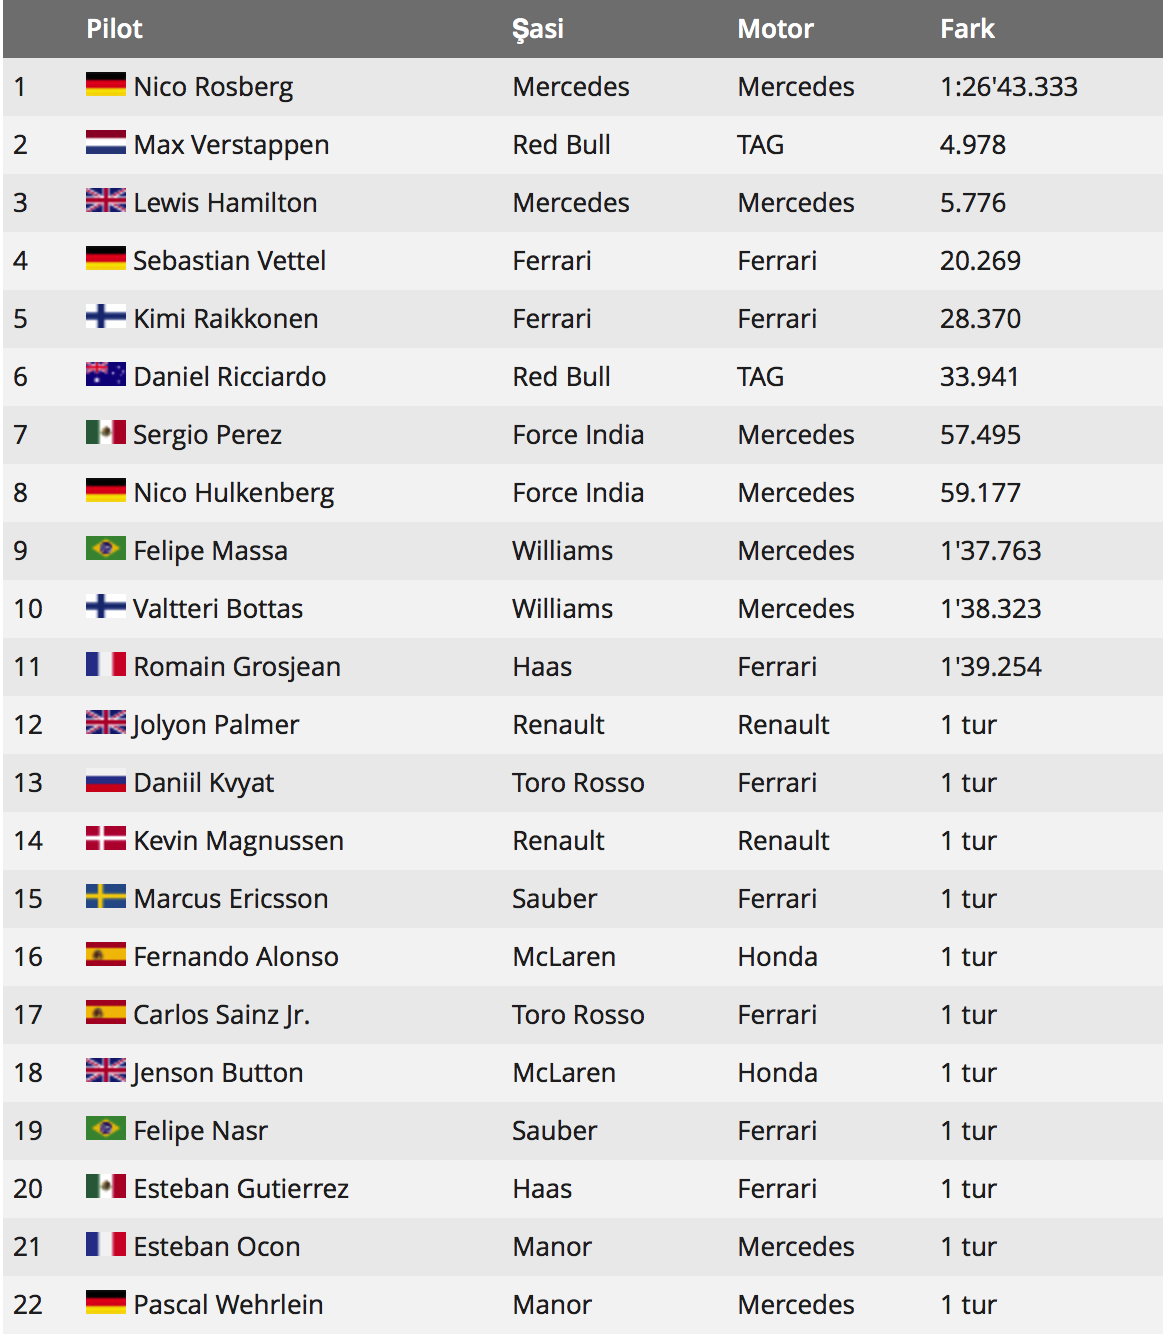 Pilot Şasi Motor Fark
1 Nico Rosberg Mercedes Mercedes 1:26'43.333
2 Max Verstappen Red Bull TAG 4.978
3 Lewis Hamilton Mercedes Mercedes 5.776
4 Sebastian Vettel Ferrari Ferrari 20.269
5 Kimi Raikkonen Ferrari Ferrari 28.370
6 Daniel Ricciardo Red Bull TAG 33.941
7 Sergio Perez Force India Mercedes 57.495
8 Nico Hulkenberg Force India Mercedes 59.177
9 Felipe Massa Williams Mercedes 1'37.763
10 Valtteri Bottas Williams Mercedes 1'38.323
11 Romain Grosjean Haas Ferrari 1'39.254
12 Jolyon Palmer Renault Renault 1 tur
13 Daniil Kvyat Toro Rosso Ferrari 1 tur
14 Kevin Magnussen Renault Renault 1 tur
15 Marcus Ericsson Sauber Ferrari 1 tur
16 Fernando Alonso McLaren Honda 1 tur
17 Carlos Sainz Jr. Toro Rosso Ferrari 1 tur
18 Jenson Button McLaren Honda 1 tur
19 Felipe Nasr Sauber Ferrari 1 tur
20 Esteban Gutierrez Haas Ferrari 1 tur
21 Esteban Ocon Manor Mercedes 1 tur
22 Pascal Wehrlein Manor Mercedes 1 tur